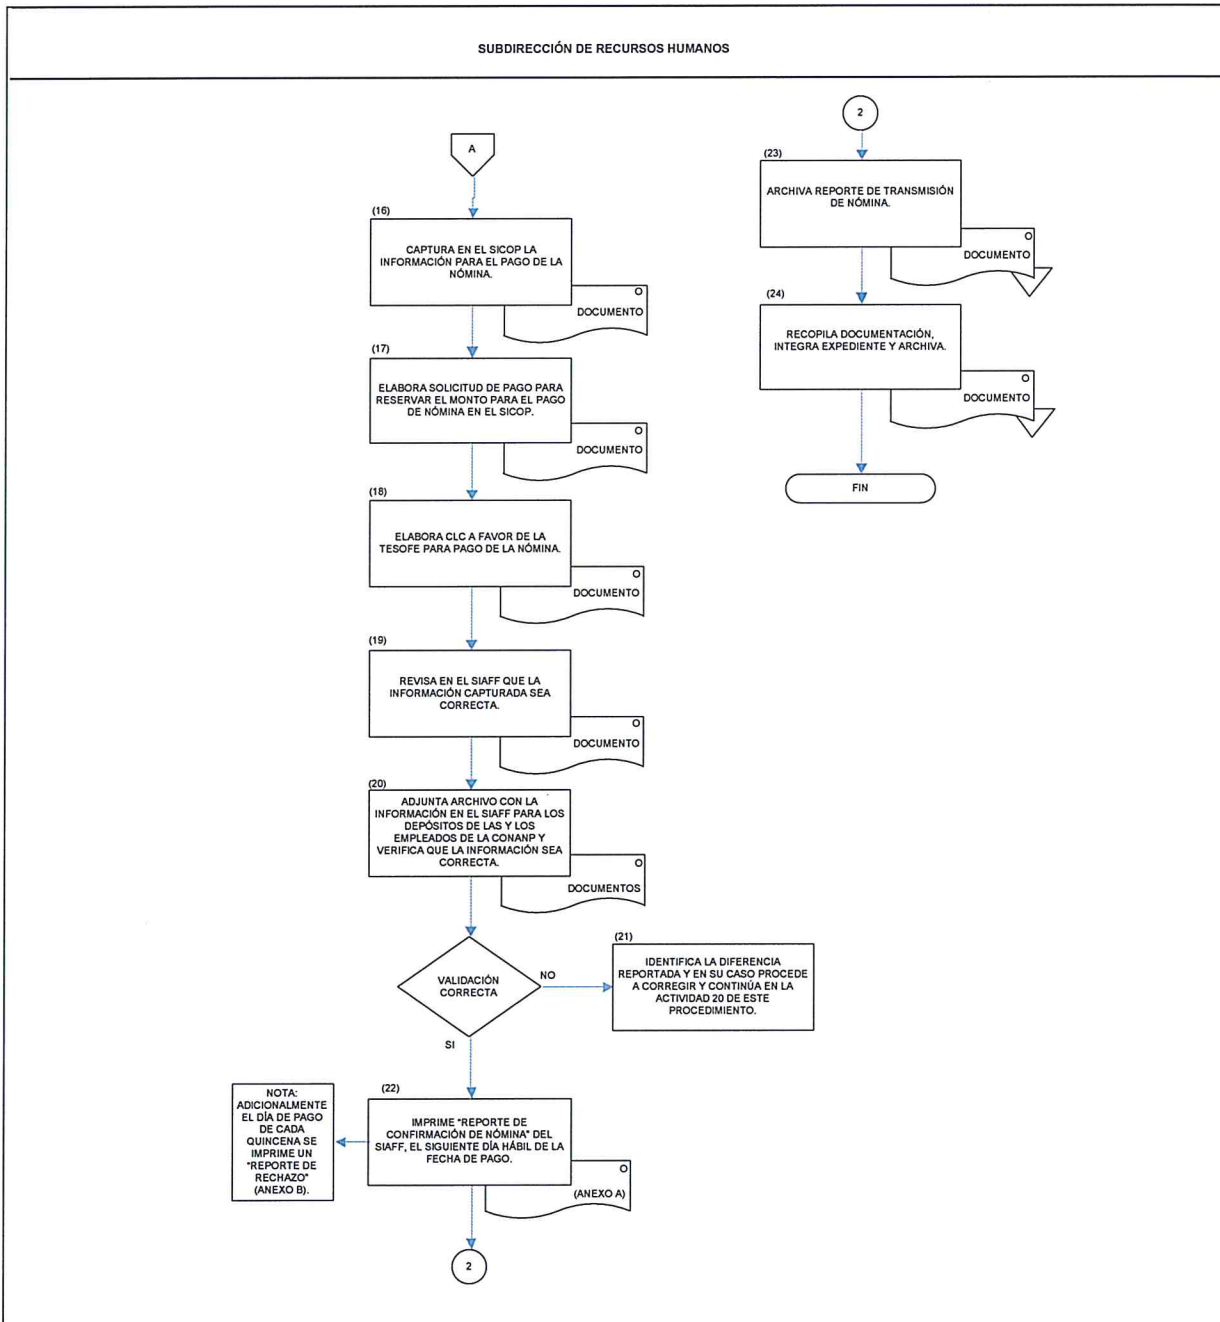 SUBDIRECCIÓN DE RECURSOS HUMANOS
A
(16)
CAPTURA EN EL SICOP LA
INFORMACIÓN PARA EL PAGO DE LA
NÓMINA.
DOCUMENTO
(17)
ELABORA SOLICITUD DE PAGO PARA
RESERVAR EL MONTO PARA EL PAGO
DE NÓMINA EN EL SICOP.
DOCUMENTO
(18)
ELABORA CLC A FAVOR DE LA
TESOFE PARA PAGO DE LA NÓMINA.
DOCUMENTO
(19)
REVISA EN EL SIAFF QUE LA
INFORMACIÓN CAPTURADA SEA
CORRECTA.
DOCUMENTO
(20)
ADJUNTA ARCHIVO CON LA
INFORMACIÓN EN EL SIAFF PARA LOS
DEPÓSITOS DE LAS Y LOS
EMPLEADOS DE LA CONANP Y
VERIFICA QUE LA INFORMACIÓN SEA
CORRECTA.
DOCUMENTOS
VALIDACIÓN
CORRECTA
NO
(21)
IDENTIFICA LA DIFERENCIA
REPORTADA Y EN SU CASO PROCEDE
A CORREGIR Y CONTINÚA EN LA
ACTIVIDAD 20 DE ESTE
PROCEDIMIENTO.
SI
(22)
IMPRIME "REPORTE DE
CONFIRMACIÓN DE NÓMINA" DEL
SIAFF, EL SIGUIENTE DÍA HÁBIL DE LA
FECHA DE PAGO.
(ANEXO A)
NOTA:
ADICIONALMENTE
EL DÍA DE PAGO
DE CADA
QUINCENA SE
IMPRIME UN
"REPORTE DE
RECHAZO"
(ANEXO B).
2
2
(23)
ARCHIVA REPORTE DE TRANSMISIÓN
DE NÓMINA.
DOCUMENTO
(24)
RECOPILA DOCUMENTACIÓN,
INTEGRA EXPEDIENTE Y ARCHIVA.
DOCUMENTO
FIN